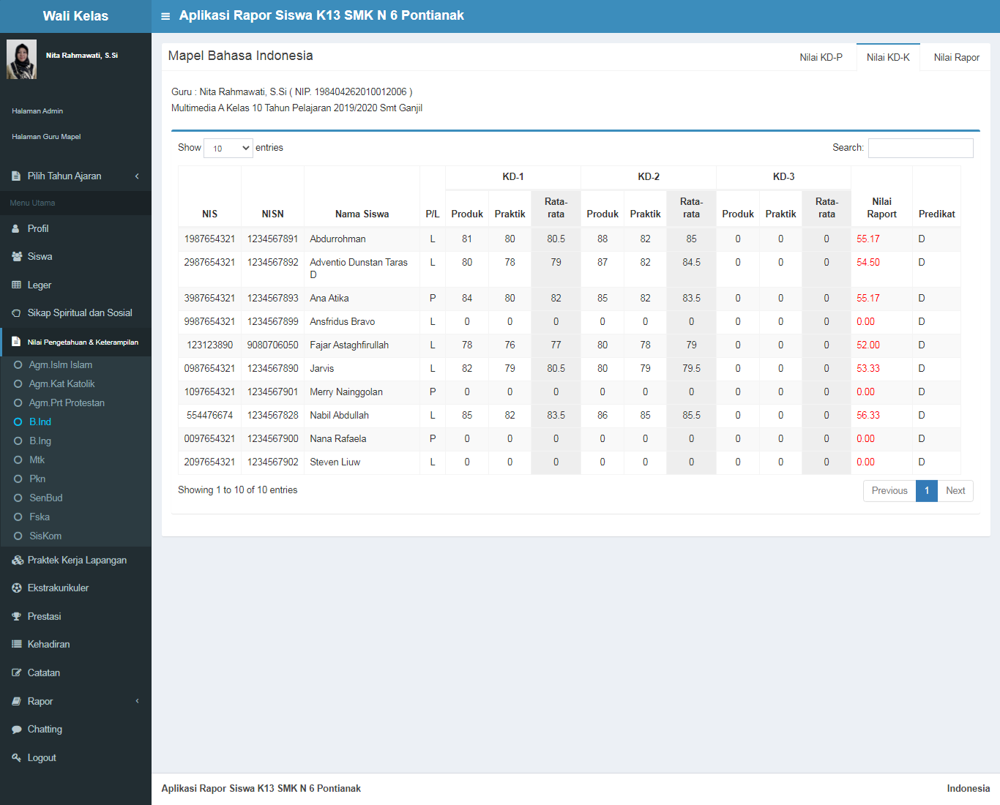 Wali Kelas
Aplikasi Rapor Siswa K13 SMK N 6 Pontianak
Nita Rahmawati, S.Si
Halaman Admin
Halaman Guru Mapel
Pilih Tahun Ajaran
Menu Utama
Profil
Siswa
Leger
Sikap Spiritual dan Sosial
Nilai Pengetahuan & Keterampilan
Agm.Islm Islam
Agm.Kat Katolik
Agm.Prt Protestan
B.Ind
B.Ing
Mtk
Pkn
SenBud
Fska
SisKom
Praktek Kerja Lapangan
Ekstrakurikuler
Prestasi
Kehadiran
Catatan
Rapor
Chatting
Logout
Mapel Bahasa Indonesia
Nilai KD-P Nilai KD-K Nilai Rapor
Guru : Nita Rahmawati, S.Si ( NIP. 198404262010012006 )
Multimedia A Kelas 10 Tahun Pelajaran 2019/2020 Smt Ganjil
Show 10 entries Search:
KD-1 KD-2 KD-3
NIS NISN Nama Siswa P/L Produk Praktik Rata-rata Produk Praktik Rata-rata Produk Praktik Rata-rata Nilai Raport Predikat
1987654321 1234567891 Abdurrohman L 81 80 80.5 88 82 85 0 0 0 55.17 D
2987654321 1234567892 Adventio Dunstan Taras D L 80 78 79 87 82 84.5 0 0 0 54.50 D
3987654321 1234567893 Ana Atika P 84 80 82 85 82 83.5 0 0 0 55.17 D
9987654321 1234567899 Ansfridus Bravo L 0 0 0 0 0 0 0 0 0 0.00 D
123123890 9080706050 Fajar Astaghfirullah L 78 76 77 80 78 79 0 0 0 52.00 D
0987654321 1234567890 Jarvis L 82 79 80.5 80 79 79.5 0 0 0 53.33 D
1097654321 1234567901 Merry Nainggolan P 0 0 0 0 0 0 0 0 0 0.00 D
554476674 1234567828 Nabil Abdullah L 85 82 83.5 86 85 85.5 0 0 0 56.33 D
0097654321 1234567900 Nana Rafaela P 0 0 0 0 0 0 0 0 0 0.00 D
2097654321 1234567902 Steven Liuw L 0 0 0 0 0 0 0 0 0 0.00 D
Showing 1 to 10 of 10 entries Previous 1 Next
Aplikasi Rapor Siswa K13 SMK N 6 Pontianak Indonesia